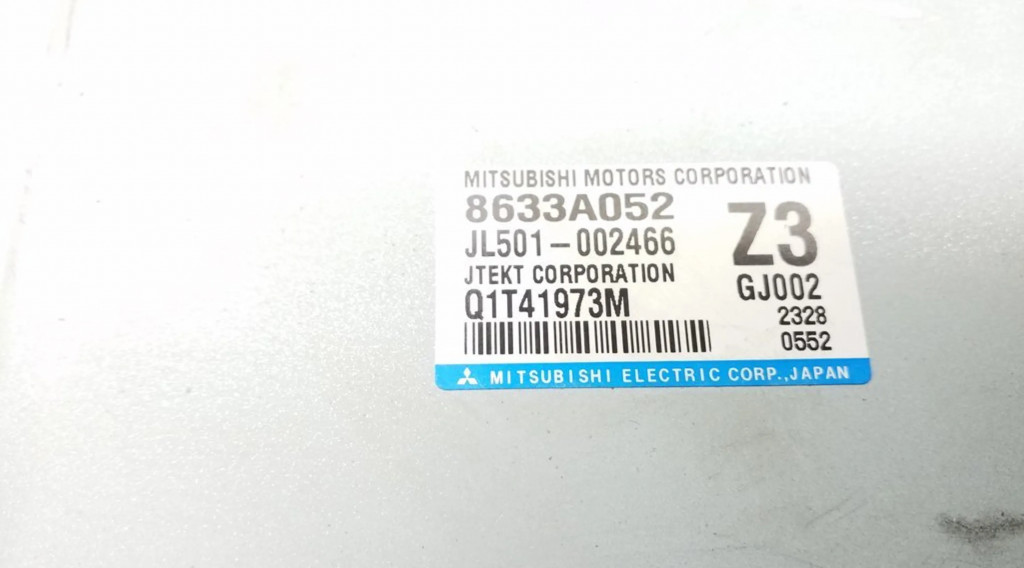 MITSUBISHI MOTORS CORPORATION
8633A052
Z3
JL501-002466
JTEKT CORPORATION
GJ002
Q1T41973M
2328
0552
MITSUBISHI ELECTRIC CORP.,JAPAN